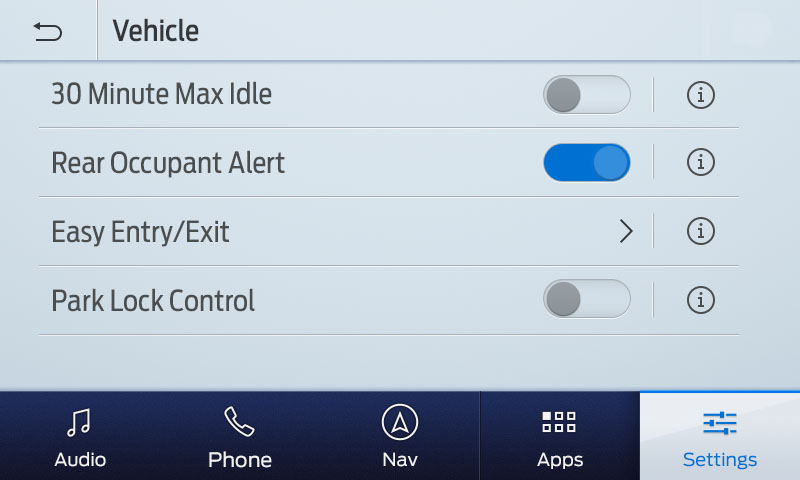 Vehicle
30 Minute Max Idle
Rear Occupant Alert
Easy Entry/Exit
Park Lock Control
Audio
Phone
Nav
Apps
Settings